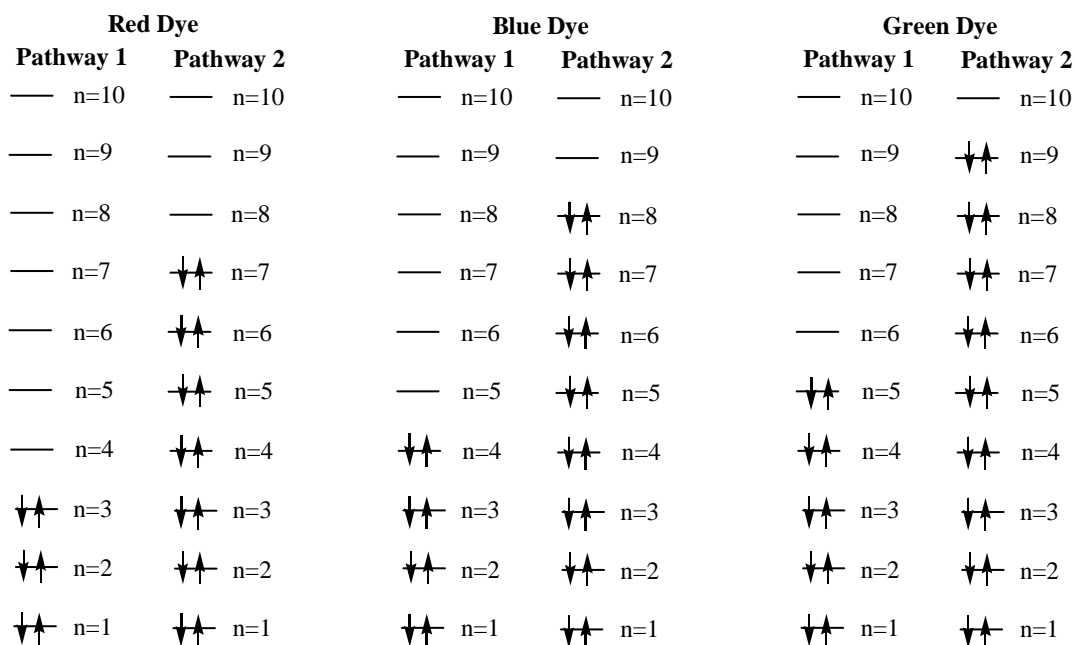 Red Dye Blue Dye Green Dye
Pathway 1 Pathway 2 Pathway 1 Pathway 2 Pathway 1 Pathway 2
n=10 n=10 n=10 n=10 n=10 n=10
n=9 n=9 n=9 n=9 n=9 n=9
n=8 n=8 n=8 n=8 n=8 n=8
n=7 n=7 n=7 n=7 n=7 n=7
n=6 n=6 n=6 n=6 n=6 n=6
n=5 n=5 n=5 n=5 n=5 n=5
n=4 n=4 n=4 n=4 n=4 n=4
n=3 n=3 n=3 n=3 n=3 n=3
n=2 n=2 n=2 n=2 n=2 n=2
n=1 n=1 n=1 n=1 n=1 n=1